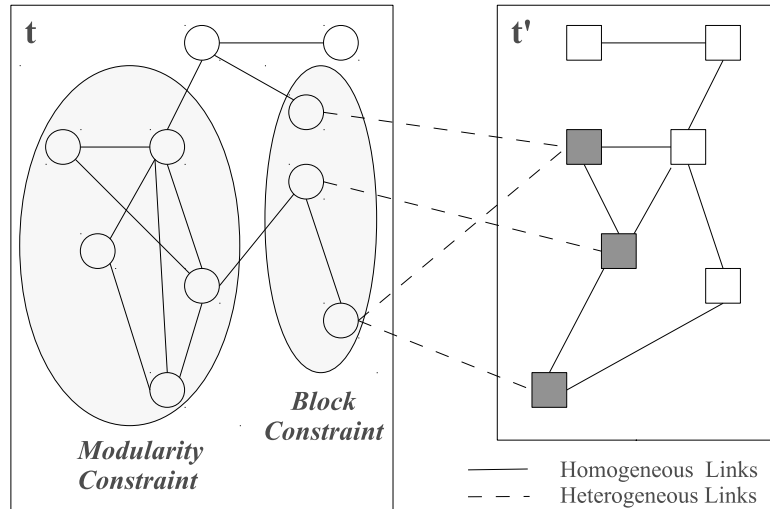 t
t'
Block
Constraint
Modularity
Constraint
Homogeneous Links
Heterogeneous Links